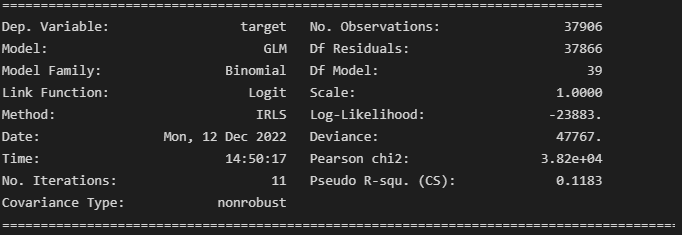 ==============================================================================
Dep. Variable:                 target   No. Observations:                37906
Model:                            GLM   Df Residuals:                    37866
Model Family:                Binomial   Df Model:                           39
Link Function:                  Logit   Scale:                          1.0000
Method:                          IRLS   Log-Likelihood:                -23883.
Date:                Mon, 12 Dec 2022   Deviance:                       47767.
Time:                        14:50:17   Pearson chi2:                 3.82e+04
No. Iterations:                    11   Pseudo R-squ. (CS):             0.1183
Covariance Type:            nonrobust
========================================================================================